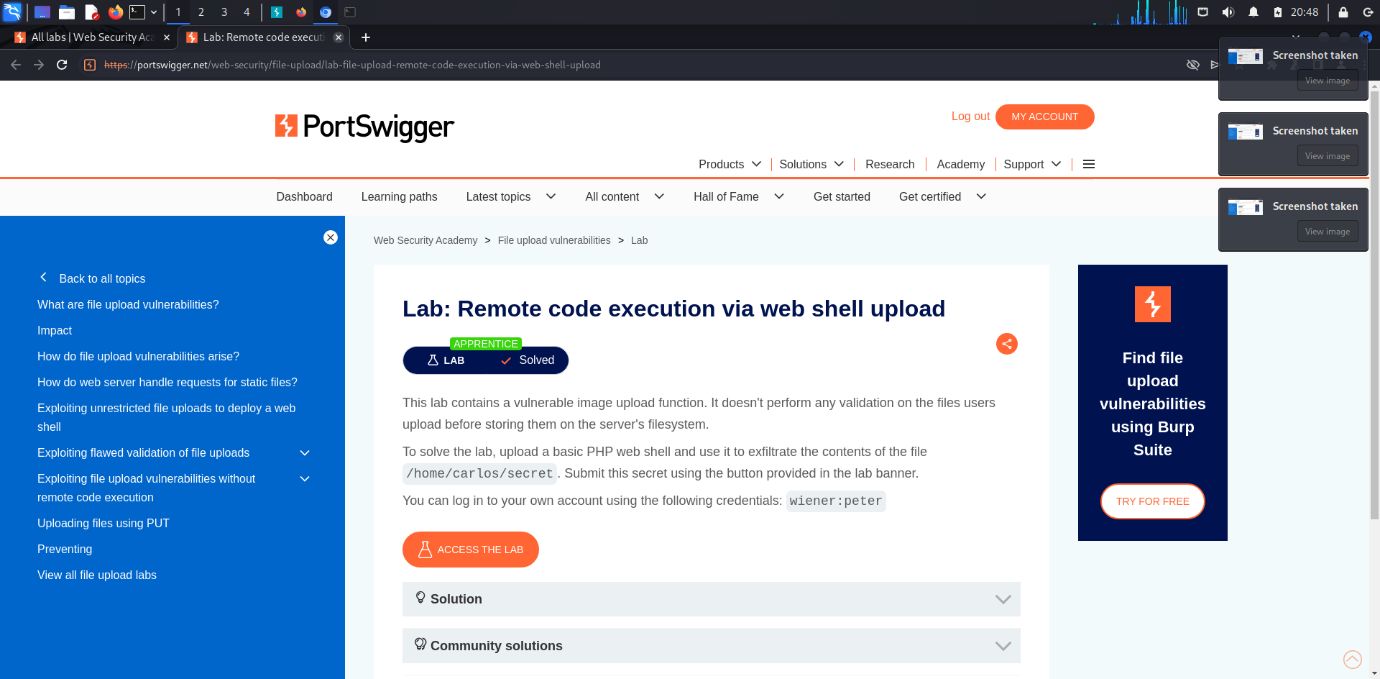 1 2 3 4
20:48
All labs | Web Security Aca
Lab: Remote code executi
https://portswigger.net/web-security/file-upload/lab-file-upload-remote-code-execution-via-web-shell-upload
Screenshot taken
View image
Screenshot taken
View image
Screenshot taken
View image
PortSwigger
Log out
MY ACCOUNT
Products
Solutions
Research
Academy
Support
Dashboard
Learning paths
Latest topics
All content
Hall of Fame
Get started
Get certified
Back to all topics
What are file upload vulnerabilities?
Impact
How do file upload vulnerabilities arise?
How do web server handle requests for static files?
Exploiting unrestricted file uploads to deploy a web
shell
Exploiting flawed validation of file uploads
Exploiting file upload vulnerabilities without
remote code execution
Uploading files using PUT
Preventing
View all file upload labs
Web Security Academy > File upload vulnerabilities > Lab
Lab: Remote code execution via web shell upload
APPRENTICE
LAB
Solved
This lab contains a vulnerable image upload function. It doesn't perform any validation on the files users
upload before storing them on the server's filesystem.
To solve the lab, upload a basic PHP web shell and use it to exfiltrate the contents of the file
/home/carlos/secret. Submit this secret using the button provided in the lab banner.
You can log in to your own account using the following credentials: wiener:peter
ACCESS THE LAB
Solution
Community solutions
Find file
upload
vulnerabilities
using Burp
Suite
TRY FOR FREE